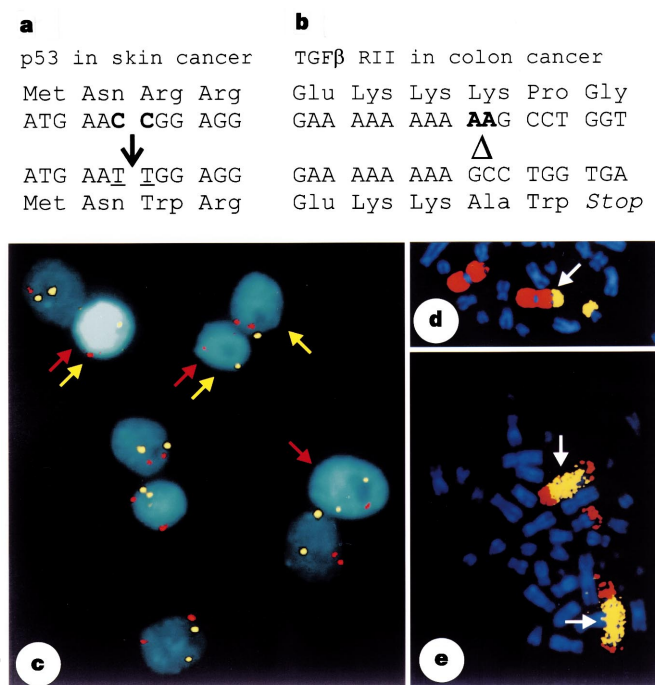 a
p53 in skin cancer
Met Asn Arg Arg
ATG AAC CGG AGG
ATG AAT TGG AGG
Met Asn Trp Arg
b
TGFβ RII in colon cancer
Glu Lys Lys Lys Pro Gly
GAA AAA AAA AAG CCT GGT
Δ
GAA AAA AAA GCC TGG TGA
Glu Lys Lys Ala Trp Stop
c
d
e